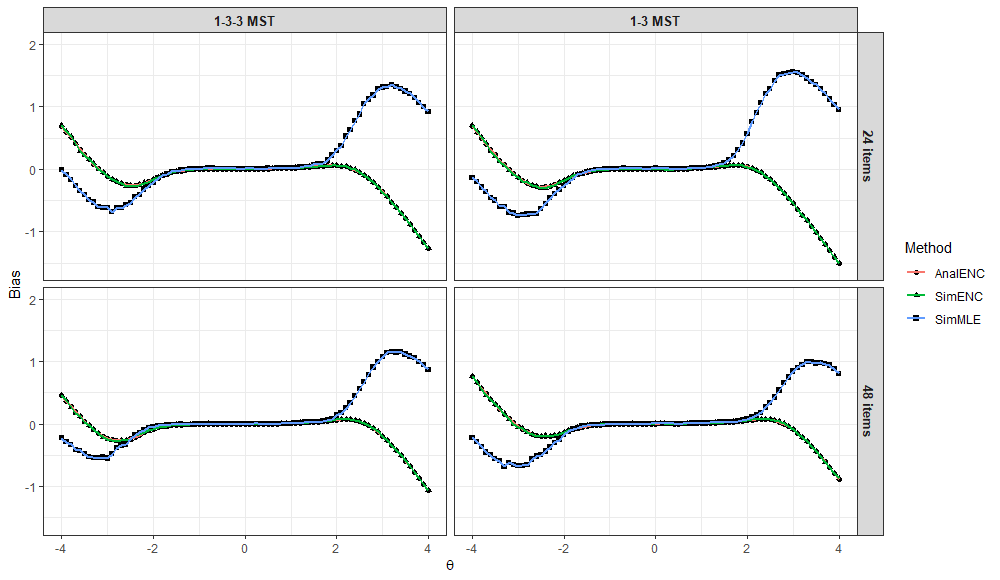 1-3-3 MST
1-3 MST
2
1
0
-1
24 items
2
1
0
-1
48 items
Bias
-4
-2
0
2
4
-4
-2
0
2
4
θ
Method
AnalENC
SimENC
SimMLE